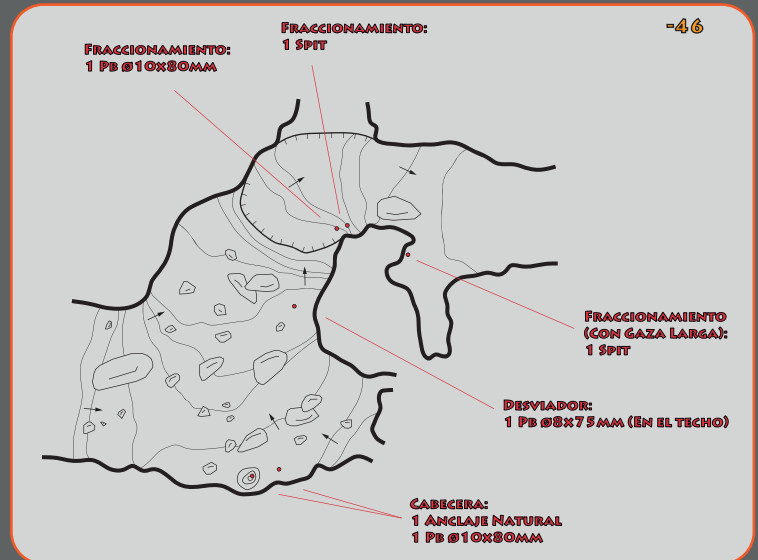 -46
Fraccionamiento:
1 Spit
Fraccionamiento:
1 Pb ø10x80mm
Fraccionamiento
(Con Gaza Larga):
1 Spit
Desviador:
1 Pb ø8x75mm (En el techo)
Cabecera:
1 Anclaje Natural
1 Pb ø10x80mm